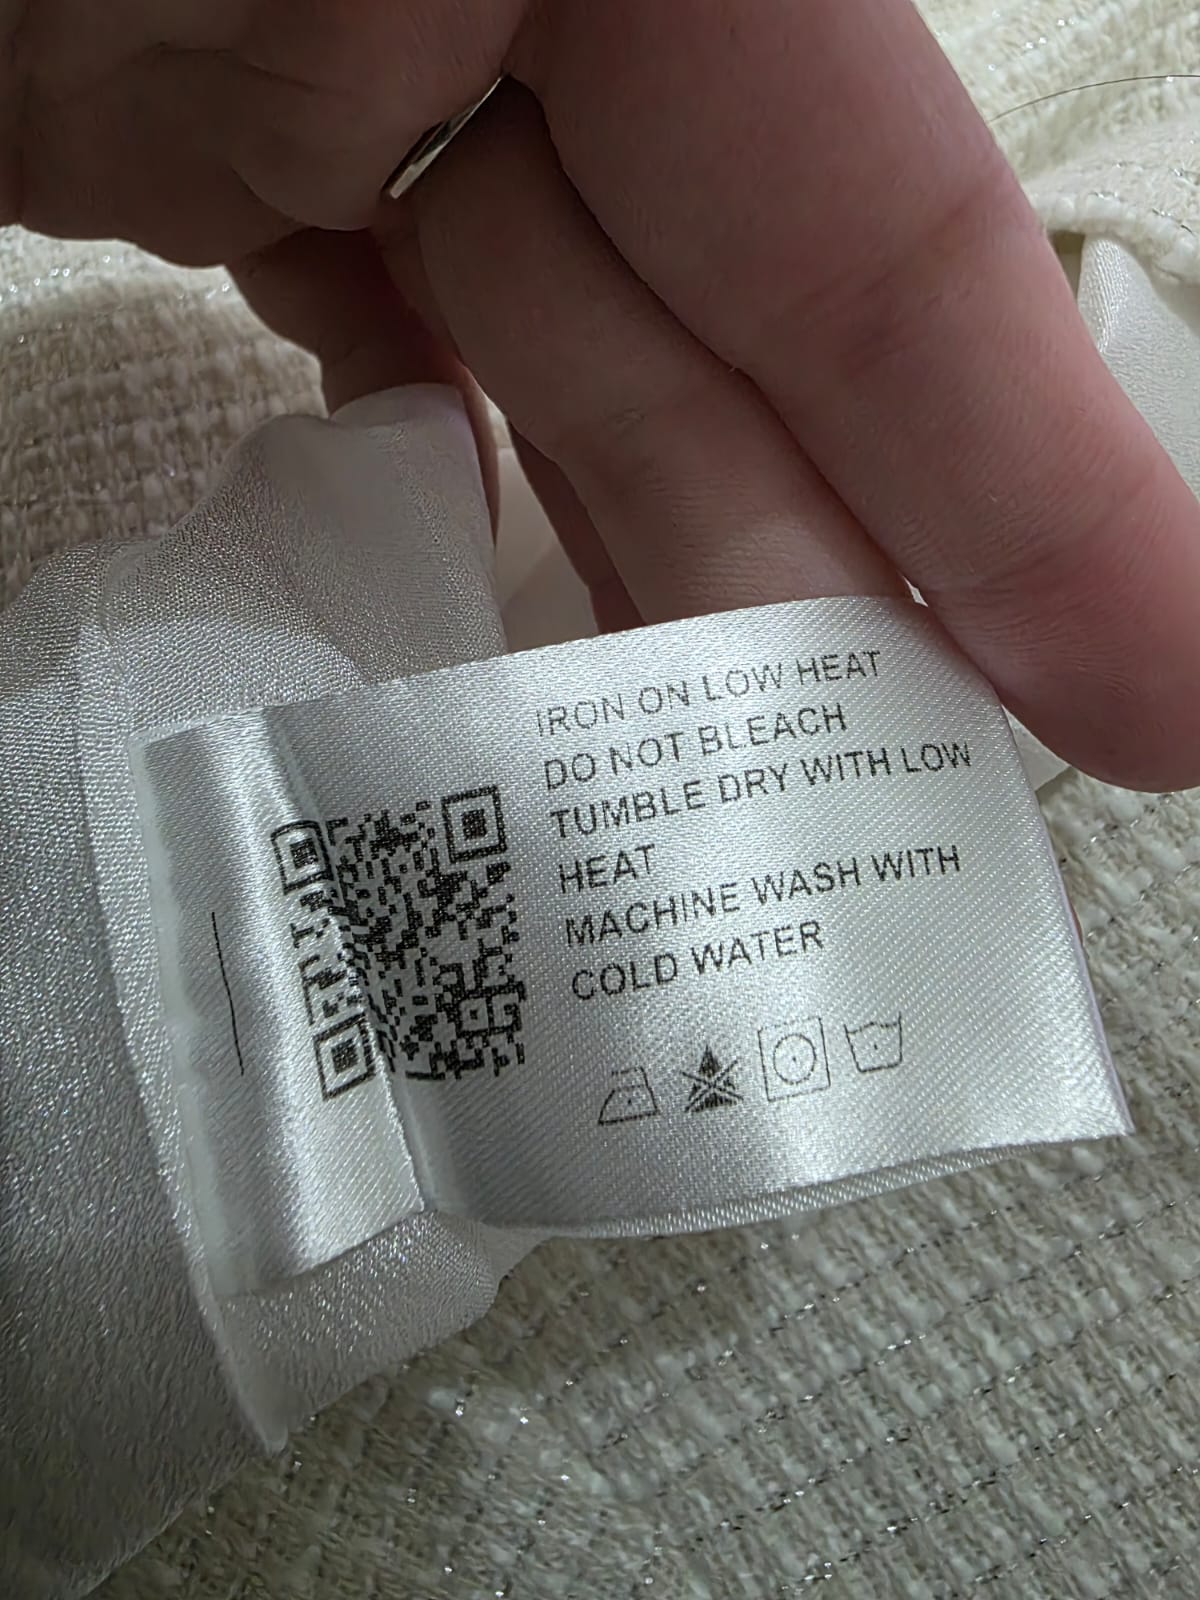 IRON ON LOW HEAT
DO NOT BLEACH
TUMBLE DRY WITH LOW
HEAT
MACHINE WASH WITH
COLD WATER